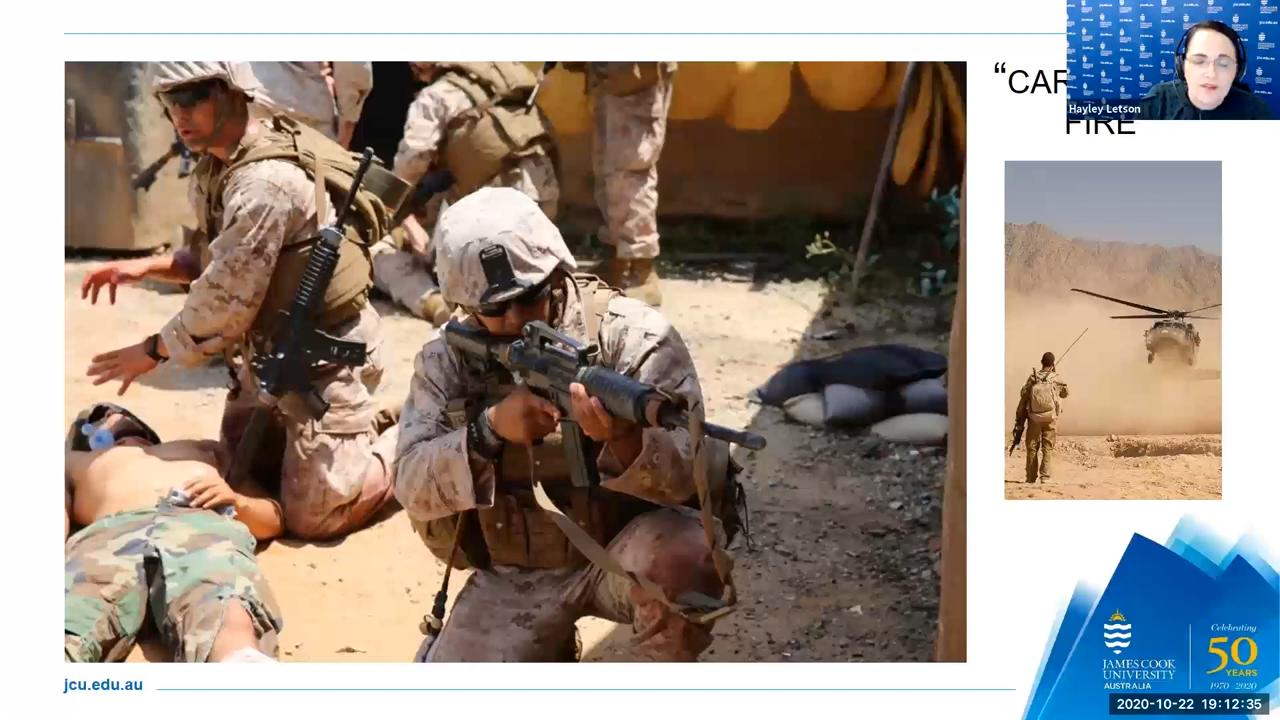 “CAR
FIRE
Hayley Letson
jcu.edu.au
JAMES COOK
UNIVERSITY
AUSTRALIA
Celebrating
50
YEARS
1970–2020
2020-10-22 19:12:35